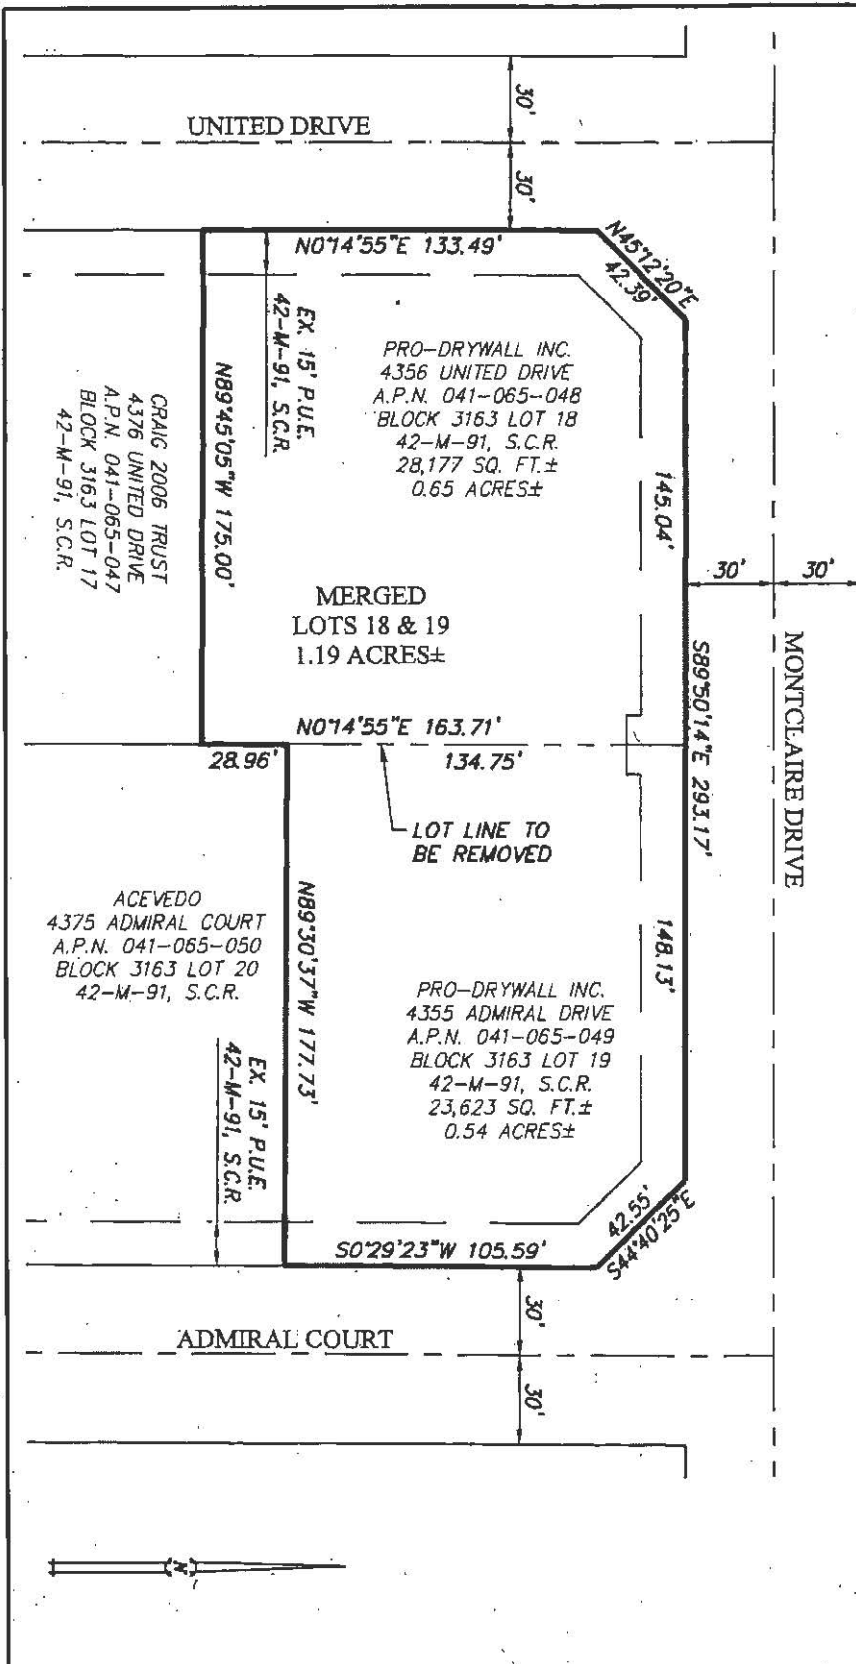 30'
UNITED DRIVE
30'
N0°14'55"E 133.49'
N45°12'20"E
42.39'
EX. 15' P.U.E.
42-M-91, S.C.R.
PRO-DRYWALL INC.
4356 UNITED DRIVE
A.P.N. 041-065-048
BLOCK 3163 LOT 18
42-M-91, S.C.R.
28,177 SQ. FT.±
0.65 ACRES±
N89°45'05"W 175.00'
CRAIG 2006 TRUST
4376 UNITED DRIVE
A.P.N. 041-065-047
BLOCK 3163 LOT 17
42-M-91, S.C.R.
145.04'
30'
30'
MERGED
LOTS 18 & 19
1.19 ACRES±
MONTCLAIRE DRIVE
S89°50'14"E 293.17'
N0°14'55"E 163.71'
28.96'
134.75'
LOT LINE TO
BE REMOVED
ACEVEDO
4375 ADMIRAL COURT
A.P.N. 041-065-050
BLOCK 3163 LOT 20
42-M-91, S.C.R.
N89°30'37"W 177.73'
148.13'
PRO-DRYWALL INC.
4355 ADMIRAL DRIVE
A.P.N. 041-065-049
BLOCK 3163 LOT 19
42-M-91, S.C.R.
23,623 SQ. FT.±
0.54 ACRES±
EX. 15' P.U.E.
42-M-91, S.C.R.
42.55'
S44°40'25"E
S0°29'23"W 105.59'
30'
ADMIRAL COURT
30'
N